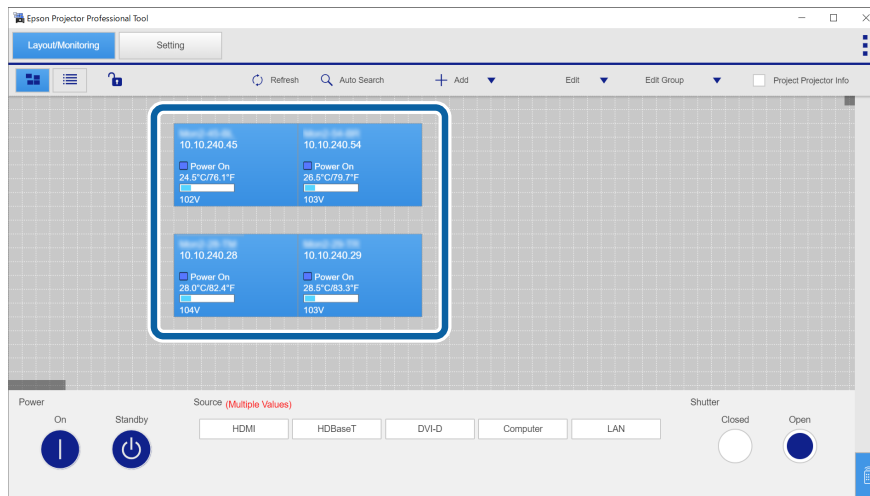 Epson Projector Professional Tool
Layout/Monitoring Setting
Refresh Auto Search Add Edit Edit Group Project Projector Info
10.10.240.45 10.10.240.54
Power On Power On
24.5°C/76.1°F 26.5°C/79.7°F
102V 103V
10.10.240.28 10.10.240.29
Power On Power On
28.0°C/82.4°F 28.5°C/83.3°F
104V 103V
Power Source (Multiple Values) Shutter
On Standby Closed Open
HDMI HDBaseT DVI-D Computer LAN